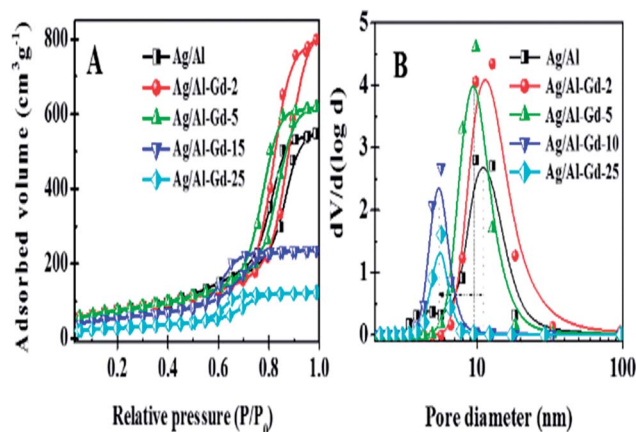 Adsorbed volume (cm³g⁻¹)
800
600
400
200
0
A
Ag/Al
Ag/Al-Gd-2
Ag/Al-Gd-5
Ag/Al-Gd-15
Ag/Al-Gd-25
0.2 0.4 0.6 0.8 1.0
Relative pressure (P/P₀)
dV/d(log d)
5
4
3
2
1
0
B
Ag/Al
Ag/Al-Gd-2
Ag/Al-Gd-5
Ag/Al-Gd-10
Ag/Al-Gd-25
10 100
Pore diameter (nm)